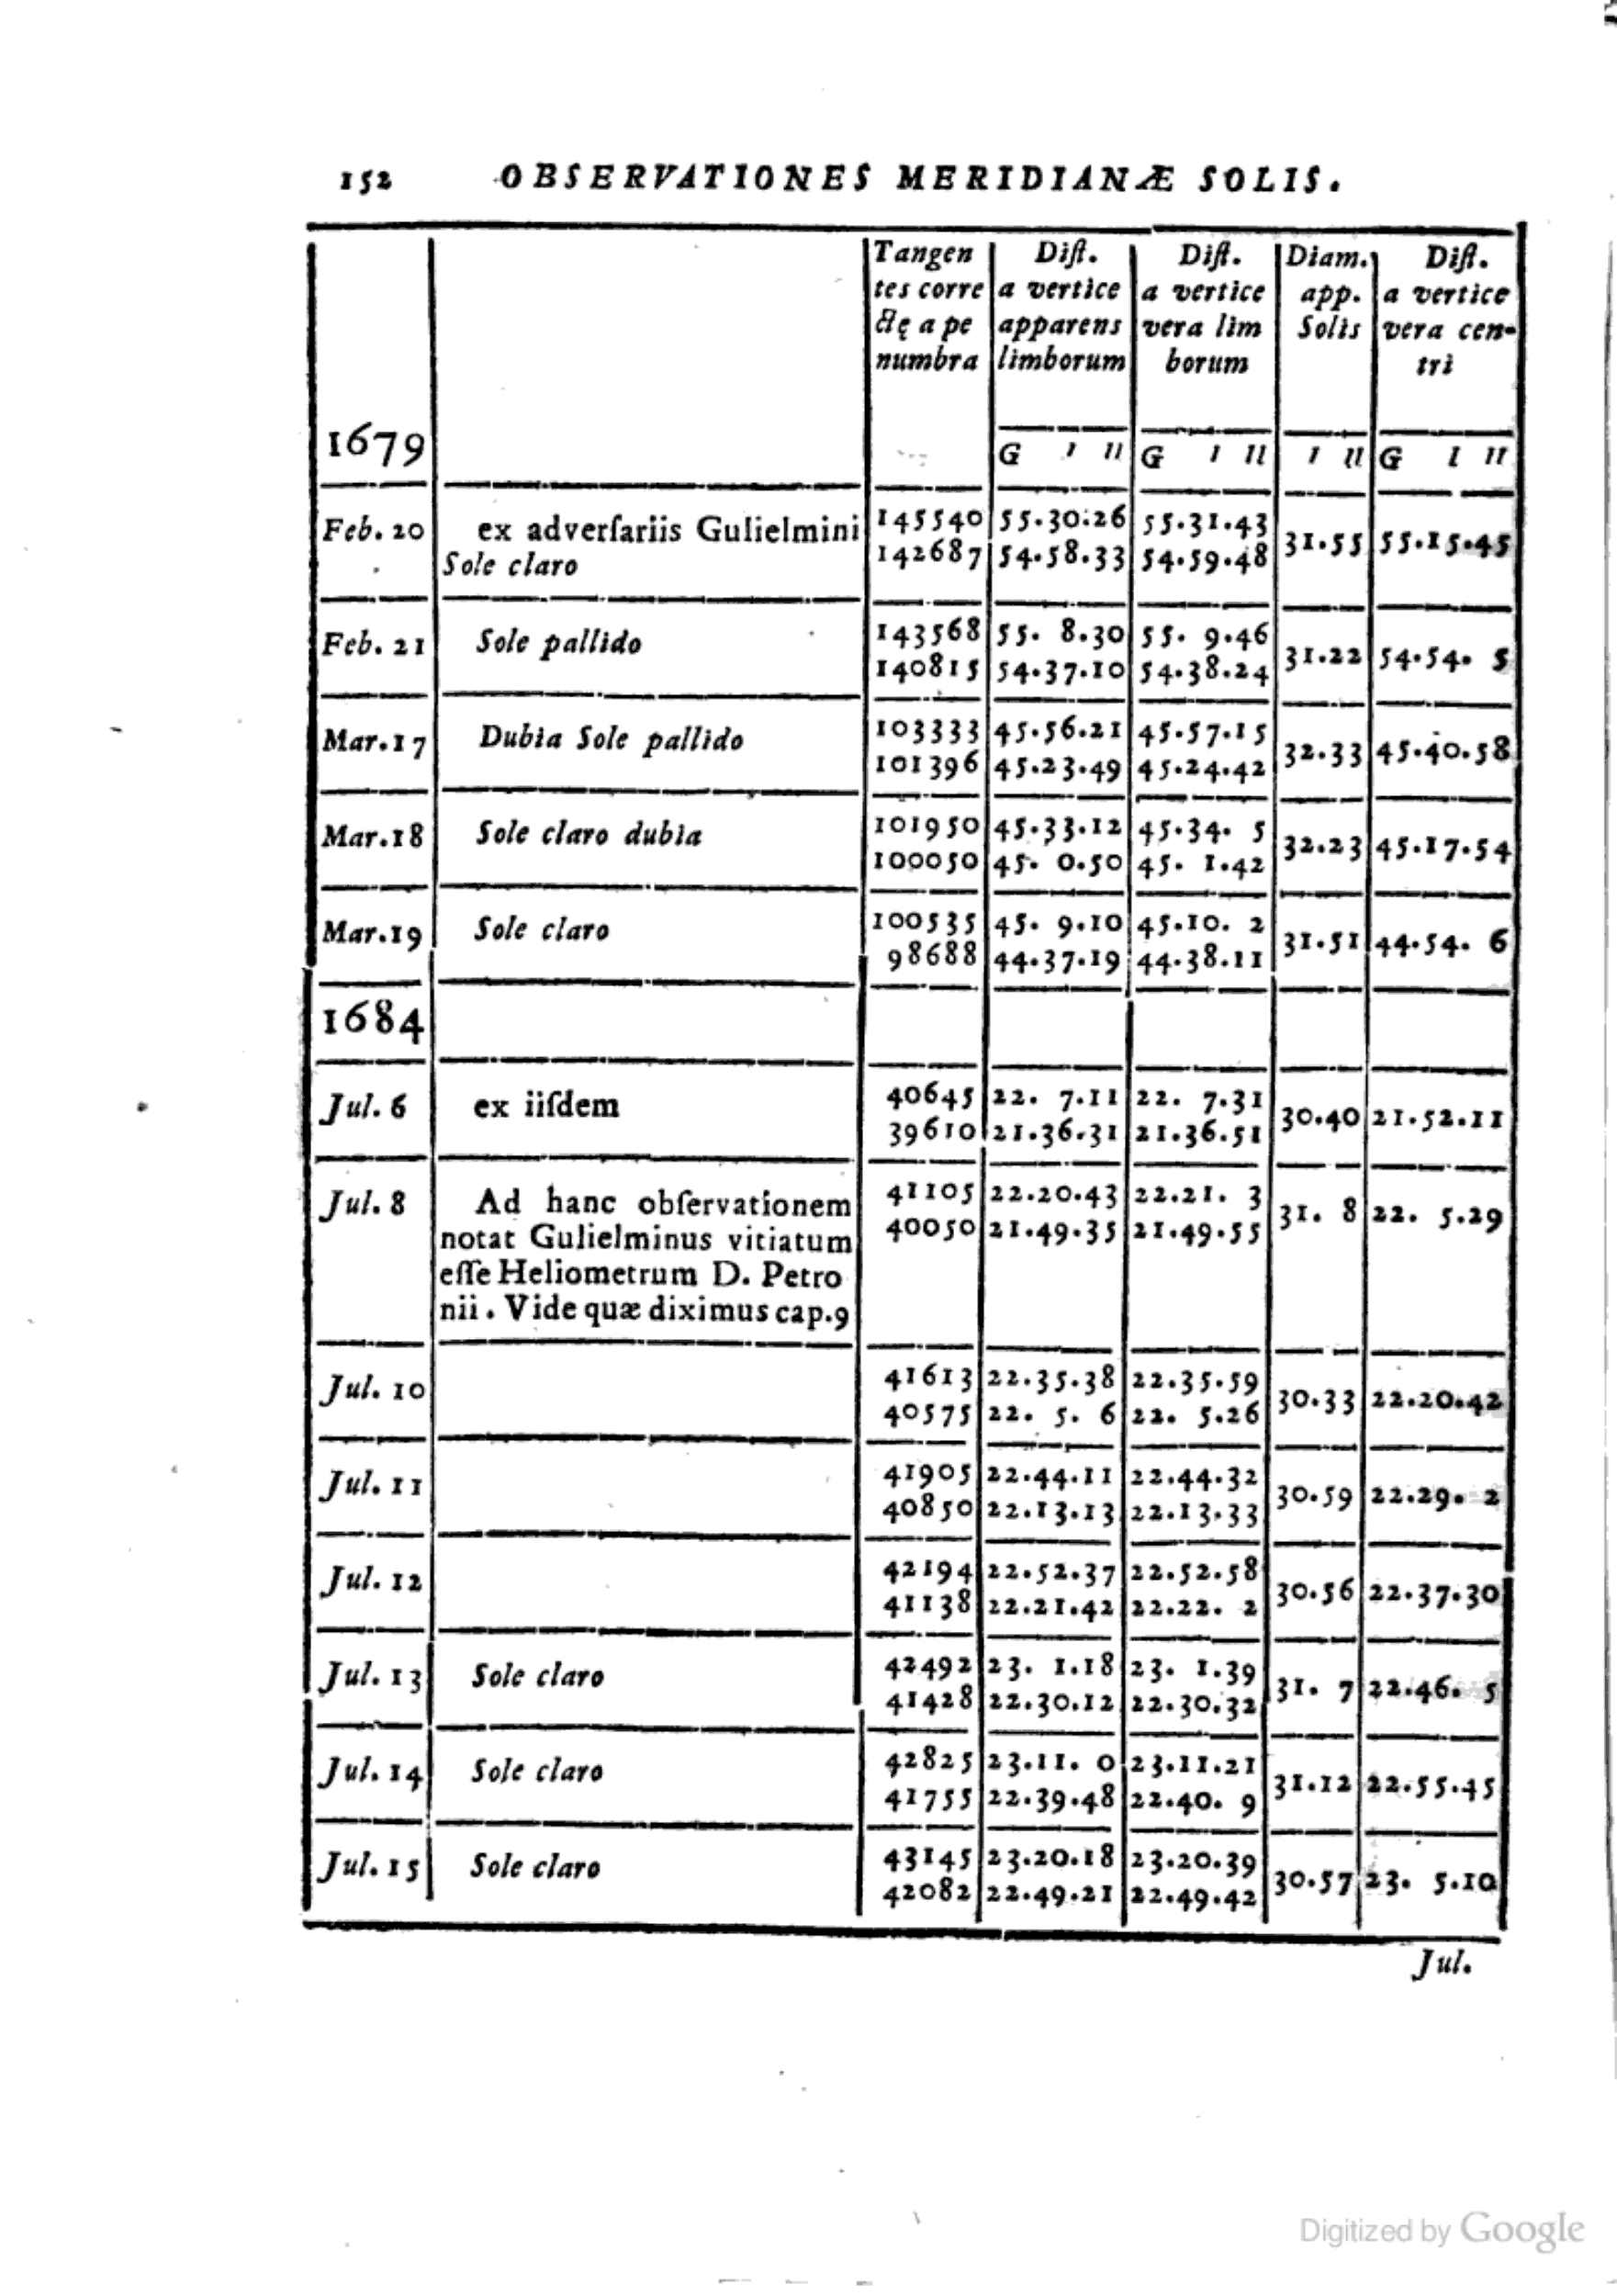 152 OBSERVATIONES MERIDIANÆ SOLIS.
Tangen Diſt. Diſt. Diam. Diſt.
tes corre a vertice a vertice app. a vertice
ctę a pe apparens vera lim Solis vera cen-
numbra limborum borum tri
1679
G I II G I II I II G I II
Feb. 20 ex adverſariis Gulielmini 145540 55.30.26 55.31.43 31.55 55.15.45
Sole claro 142687 54.58.33 54.59.48
Feb. 21 Sole pallido 143568 55. 8.30 55. 9.46 31.22 54.54. 5
140815 54.37.10 54.38.24
Mar.17 Dubia Sole pallido 103333 45.56.21 45.57.15 32.33 45.40.58
101396 45.23.49 45.24.42
Mar.18 Sole claro dubia 101950 45.33.12 45.34. 5 32.23 45.17.54
100050 45. 0.50 45. 1.42
Mar.19 Sole claro 100535 45. 9.10 45.10. 2 31.51 44.54. 6
98688 44.37.19 44.38.11
1684
Jul. 6 ex iiſdem 40645 22. 7.11 22. 7.31 30.40 21.52.11
39610 21.36.31 21.36.51
Jul. 8 Ad hanc obſervationem 41105 22.20.43 22.21. 3 31. 8 22. 5.29
notat Gulielminus vitiatum 40050 21.49.35 21.49.55
eſſe Heliometrum D. Petro
nii. Vide quæ diximus cap.9
Jul. 10 41613 22.35.38 22.35.59 30.33 22.20.42
40575 22. 5. 6 22. 5.26
Jul. 11 41905 22.44.11 22.44.32 30.59 22.29. 2
40850 22.13.13 22.13.33
Jul. 12 42194 22.52.37 22.52.58 30.56 22.37.30
41138 22.21.42 22.22. 2
Jul. 13 Sole claro 42492 23. 1.18 23. 1.39 31. 7 22.46. 5
41428 22.30.12 22.30.32
Jul. 14 Sole claro 42825 23.11. 0 23.11.21 31.12 22.55.45
41755 22.39.48 22.40. 9
Jul. 15 Sole claro 43145 23.20.18 23.20.39 30.57 23. 5.10
42082 22.49.21 22.49.42
Jul.
Digitized by Google